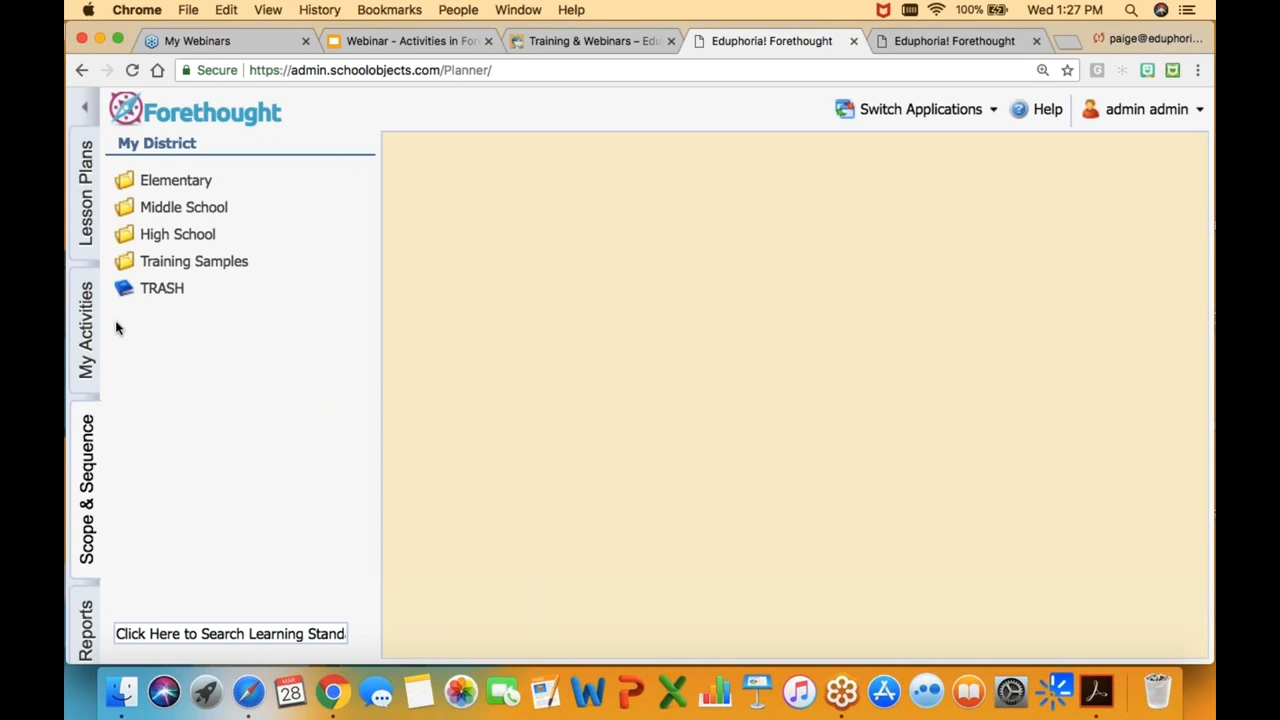 Chrome File Edit View History Bookmarks People Window Help 100% Wed 1:27 PM
My Webinars
Webinar - Activities in For
Training & Webinars – Edu
Eduphoria! Forethought
Eduphoria! Forethought
paige@eduphori...
Secure https://admin.schoolobjects.com/Planner/
Forethought
Switch Applications
Help
admin admin
My District
Elementary
Middle School
High School
Training Samples
TRASH
Lesson Plans
My Activities
Scope & Sequence
Reports
Click Here to Search Learning Stand
MAR
28